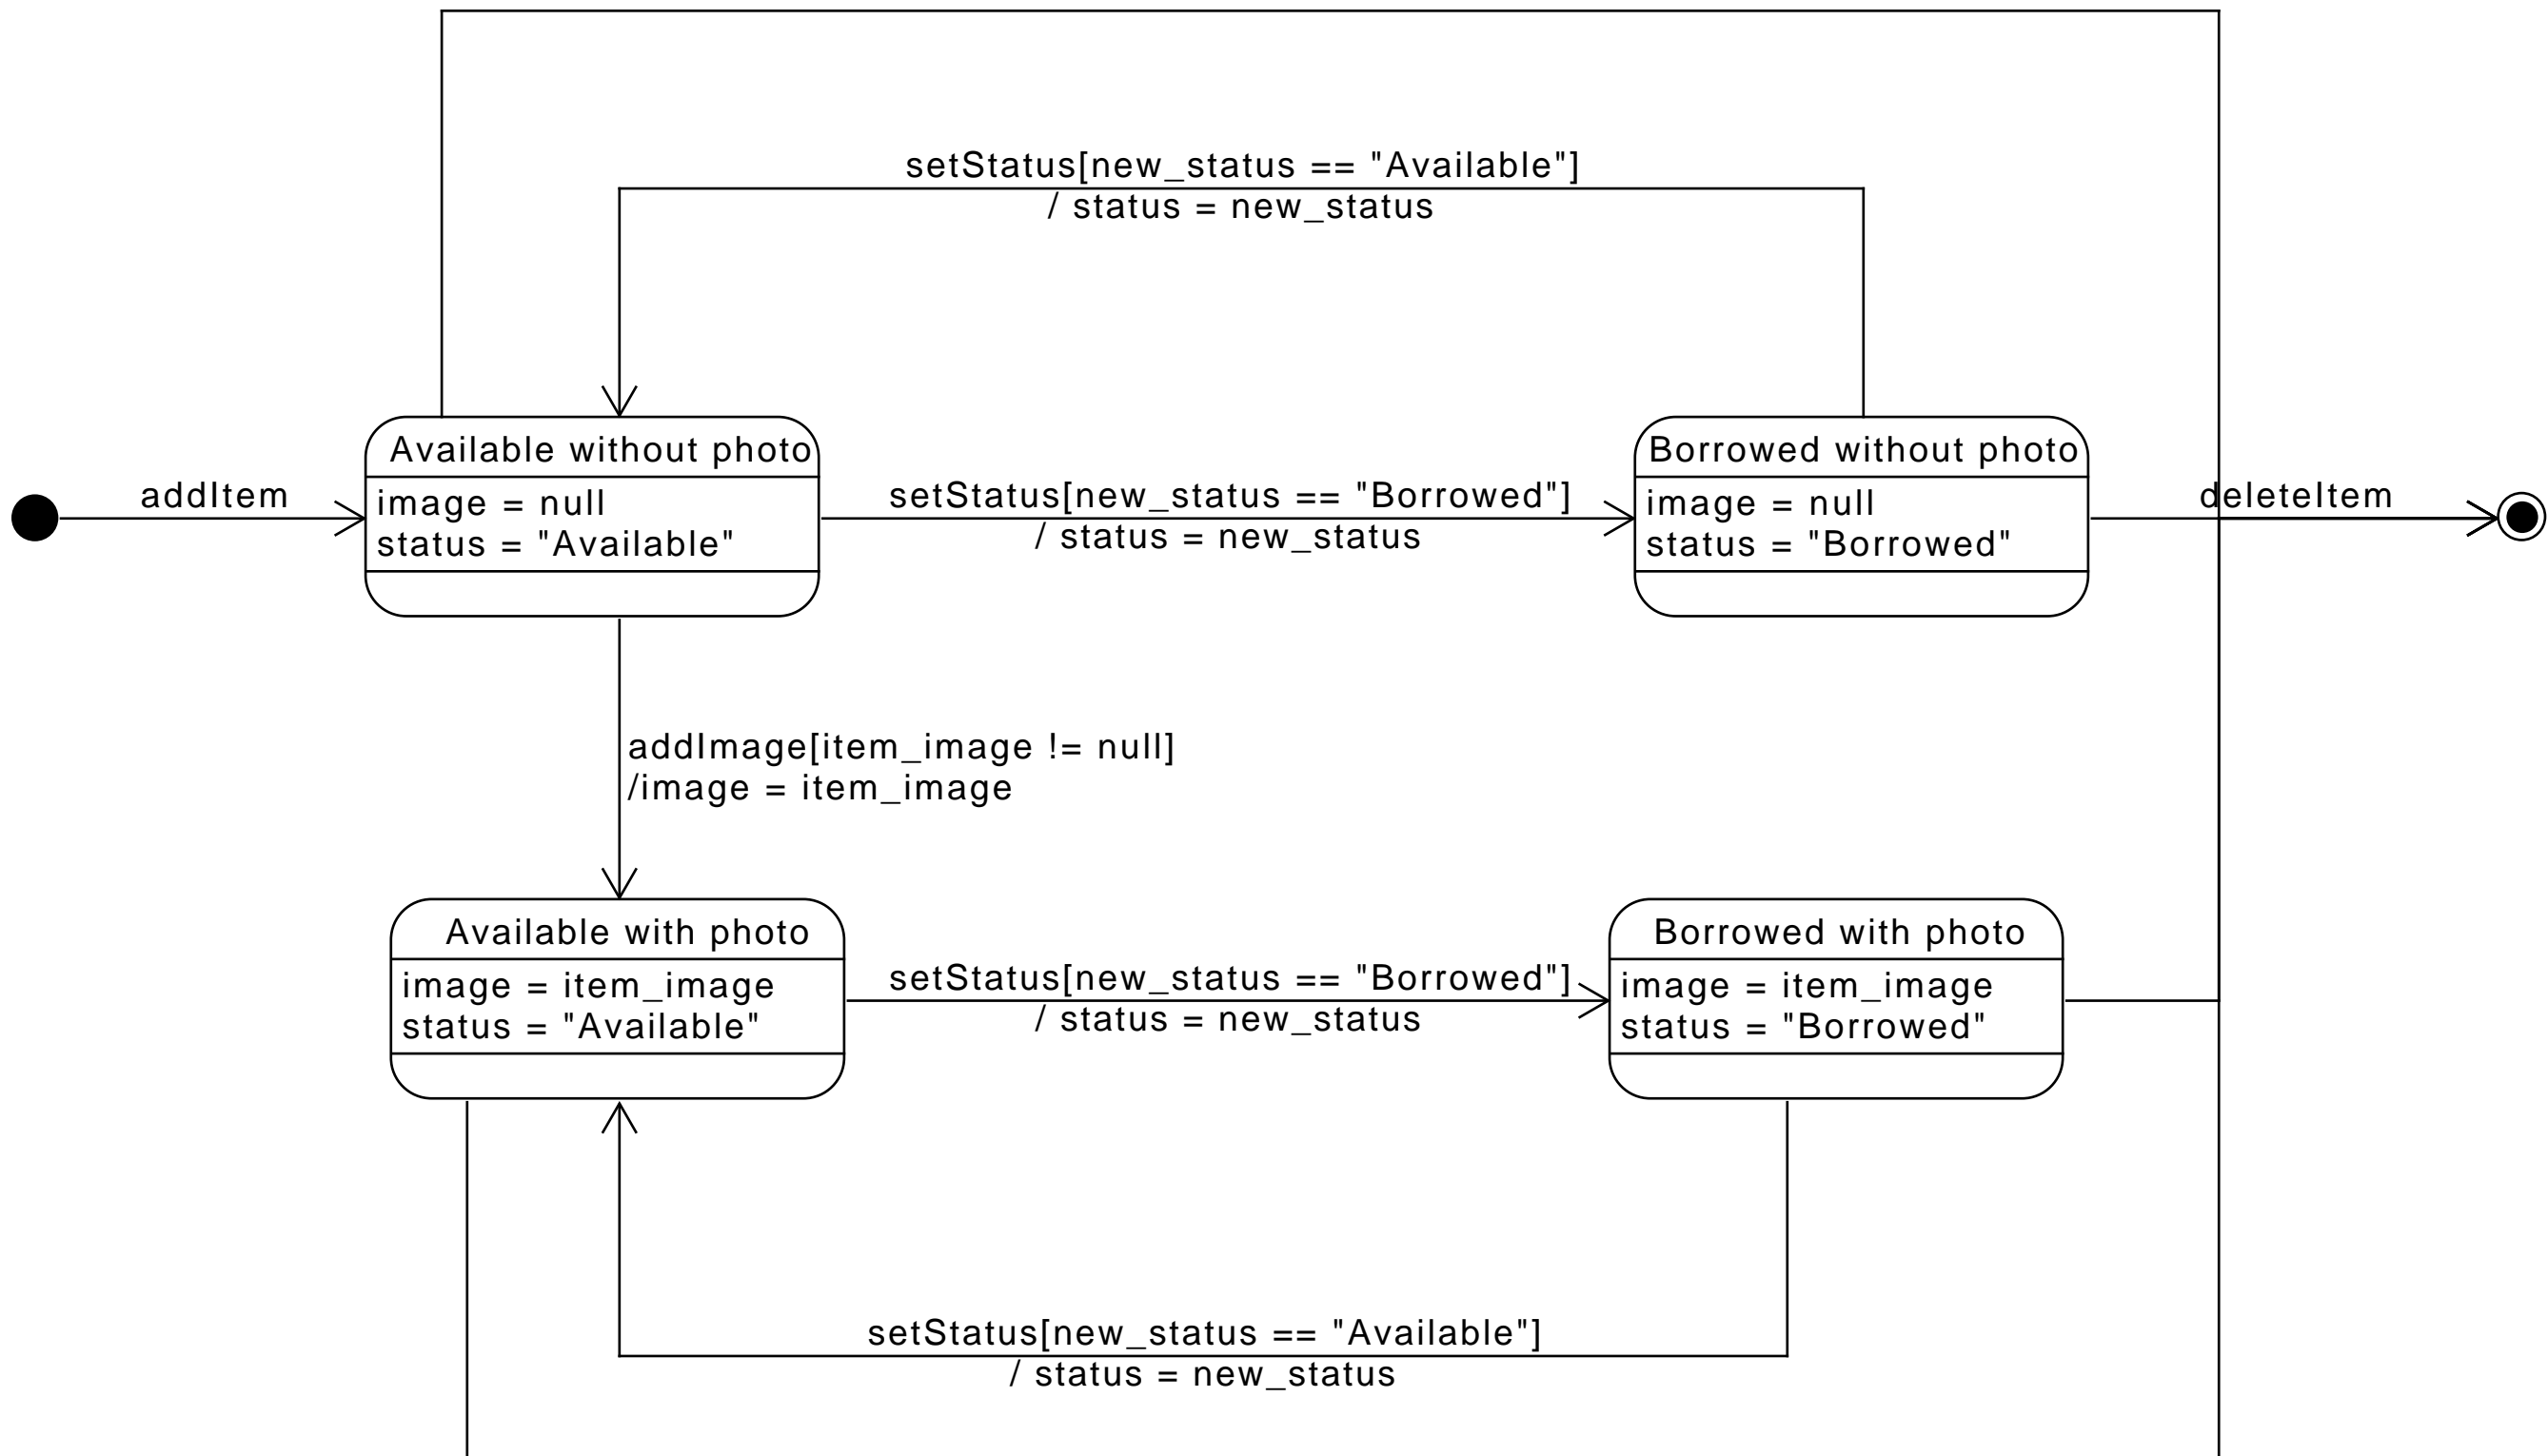 setStatus[new_status == "Available"]
/ status = new_status
Available without photo
image = null
status = "Available"
Borrowed without photo
image = null
status = "Borrowed"
addItem
setStatus[new_status == "Borrowed"]
/ status = new_status
deleteItem
addImage[item_image != null]
/image = item_image
Available with photo
image = item_image
status = "Available"
setStatus[new_status == "Borrowed"]
/ status = new_status
Borrowed with photo
image = item_image
status = "Borrowed"
setStatus[new_status == "Available"]
/ status = new_status